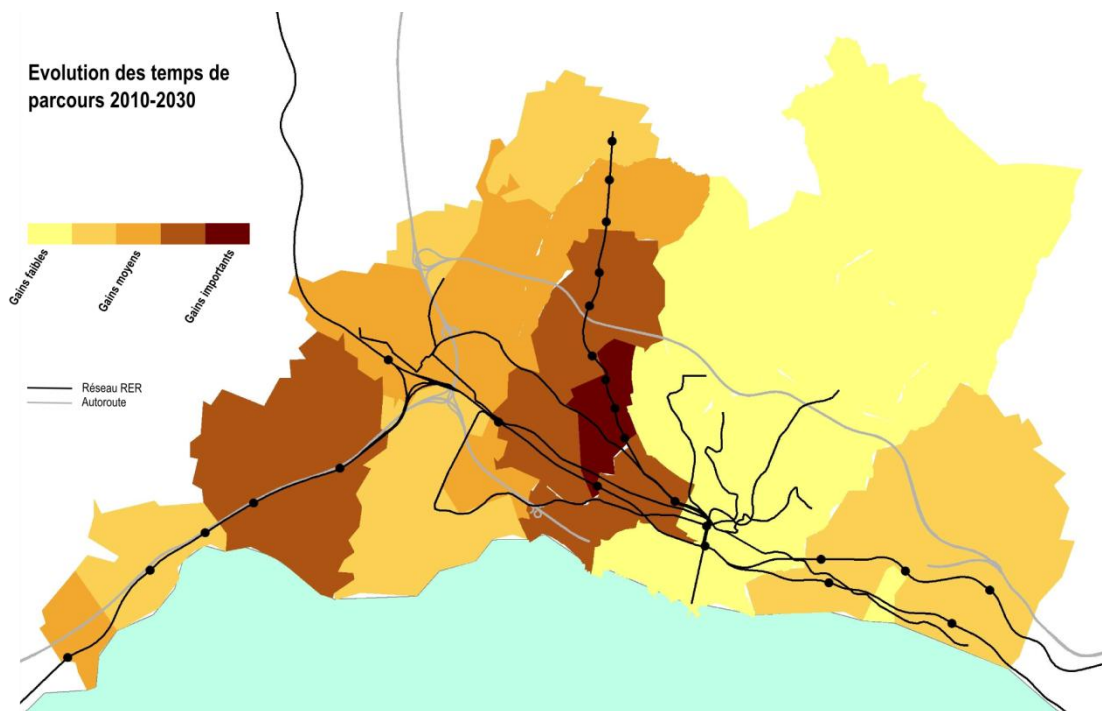 Evolution des temps de
parcours 2010-2030
Gains faibles
Gains moyens
Gains importants
Réseau RER
Autoroute